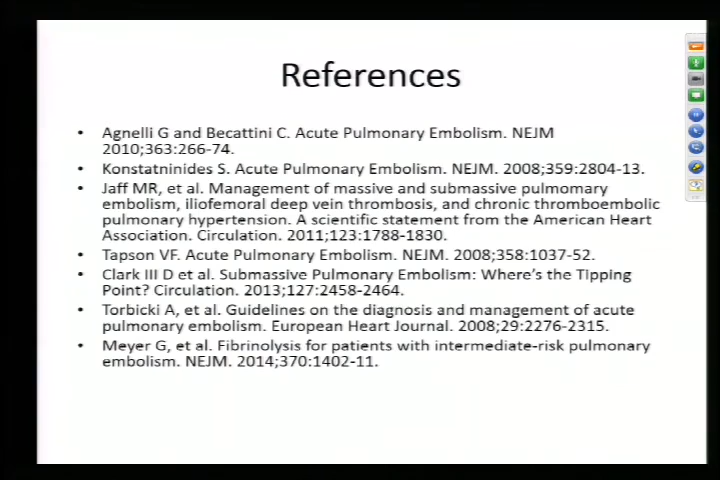 References
• Agnelli G and Becattini C. Acute Pulmonary Embolism. NEJM
2010;363:266-74.
• Konstatninides S. Acute Pulmonary Embolism. NEJM. 2008;359:2804-13.
• Jaff MR, et al. Management of massive and submassive pulmomary
embolism, iliofemoral deep vein thrombosis, and chronic thromboembolic
pulmonary hypertension. A scientific statement from the American Heart
Association. Circulation. 2011;123:1788-1830.
• Tapson VF. Acute Pulmonary Embolism. NEJM. 2008;358:1037-52.
• Clark III D et al. Submassive Pulmonary Embolism: Where's the TIpping
Point? Circulation. 2013;127:2458-2464.
• Torbicki A, et al. Guidelines on the diagnosis and management of acute
pulmonary embolism. European Heart Journal. 2008;29:2276-2315.
• Meyer G, et al. Fibrinolysis for patients with intermediate-risk pulmonary
embolism. NEJM. 2014;370:1402-11.